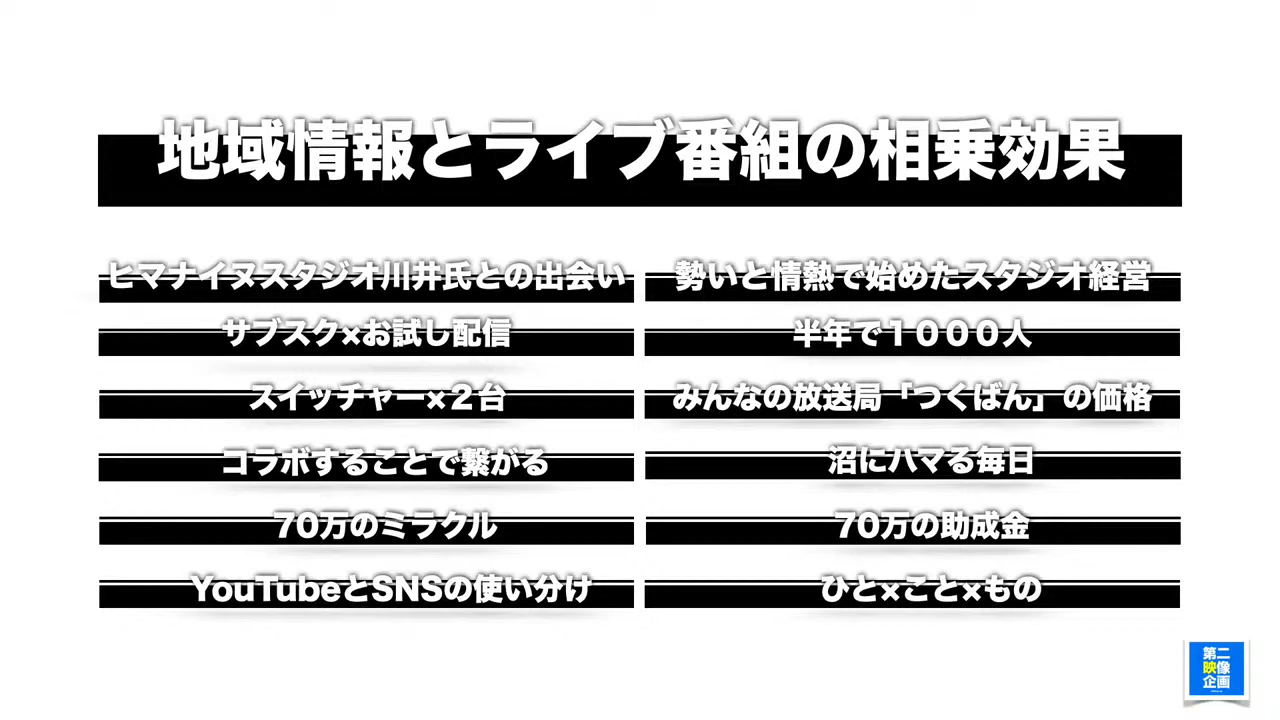 地域情報とライブ番組の相乗効果
ヒマナイヌスタジオ川井氏との出会い
勢いと情熱で始めたスタジオ経営
サブスク×お試し配信
半年で１０００人
スイッチャー×２台
みんなの放送局「つくばん」の価格
コラボすることで繋がる
沼にハマる毎日
70万のミラクル
70万の助成金
YouTubeとSNSの使い分け
ひと×こと×もの
第二
映像
企画